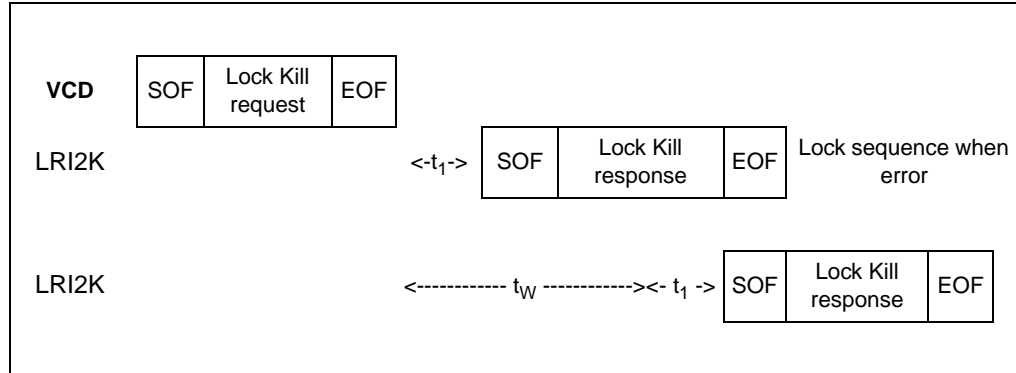 VCD SOF Lock Kill request EOF
LRI2K <-t1-> SOF Lock Kill response EOF Lock sequence when error
LRI2K <------------ tW ------------><- t1 -> SOF Lock Kill response EOF